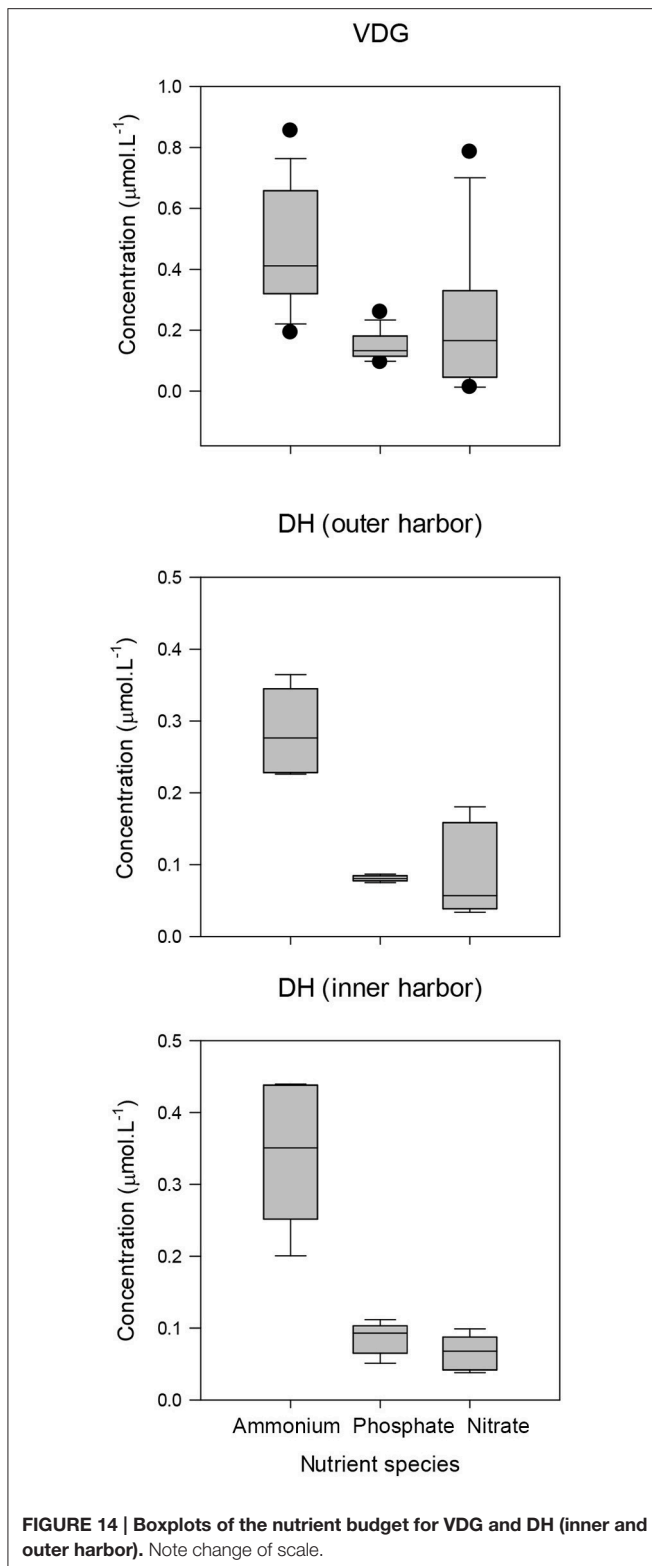 VDG
Concentration (μmol.L⁻¹)
1.0
0.8
0.6
0.4
0.2
0.0
DH (outer harbor)
Concentration (μmol.L⁻¹)
0.5
0.4
0.3
0.2
0.1
0.0
DH (inner harbor)
Concentration (μmol.L⁻¹)
0.5
0.4
0.3
0.2
0.1
0.0
Ammonium Phosphate Nitrate
Nutrient species
FIGURE 14 | Boxplots of the nutrient budget for VDG and DH (inner and
outer harbor). Note change of scale.